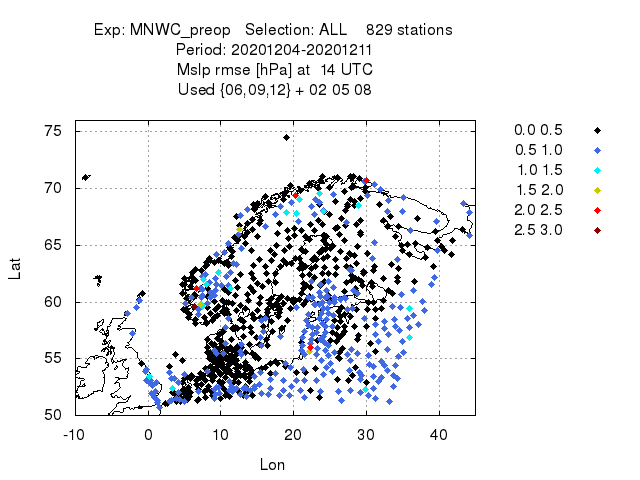 Exp: MNWC_preop   Selection: ALL    829 stations
Period: 20201204-20201211
Mslp rmse [hPa] at  14 UTC
Used {06,09,12} + 02 05 08
0.0 0.5
0.5 1.0
1.0 1.5
1.5 2.0
2.0 2.5
2.5 3.0
75
70
65
60
55
50
Lat
-10 0 10 20 30 40
Lon